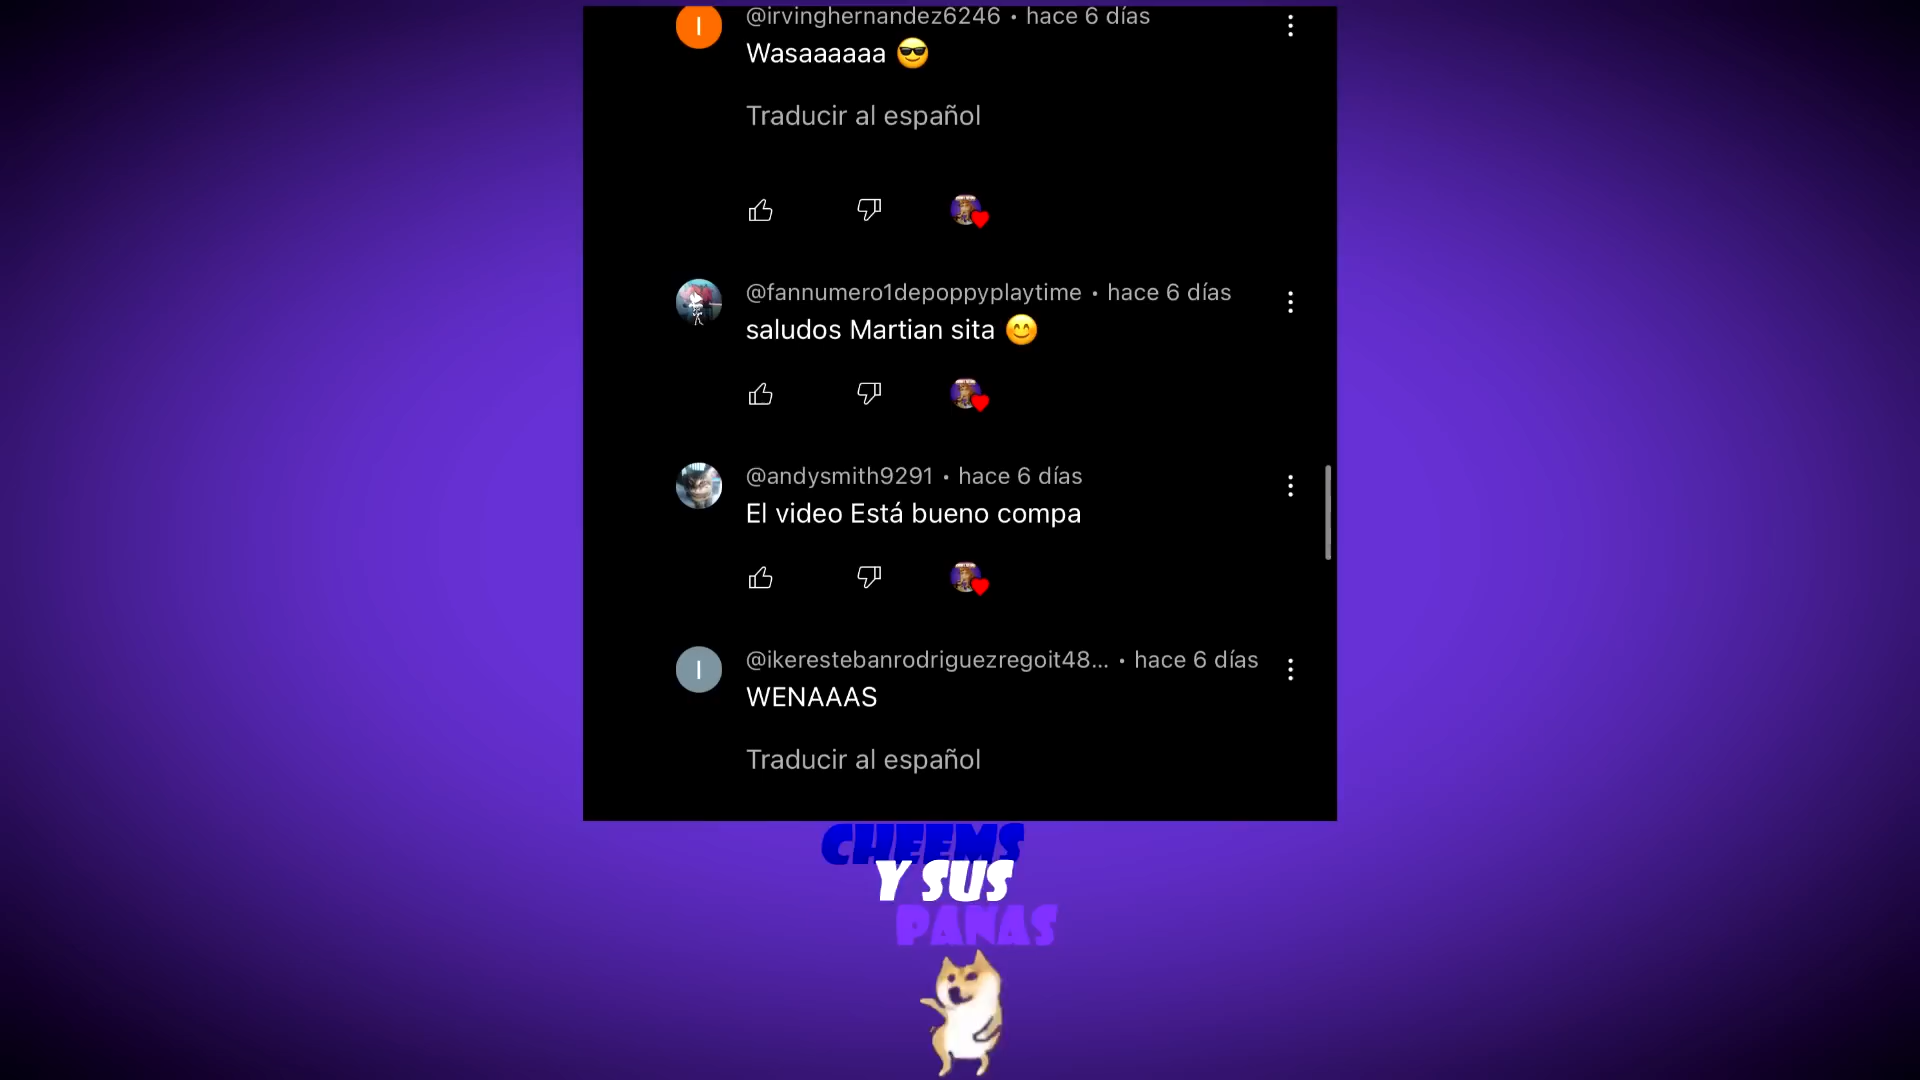 @irvinghernandez6246 • hace 6 días
Wasaaaaaa 😎
Traducir al español
@fannumero1depoppyplaytime • hace 6 días
saludos Martian sita 😊
@andysmith9291 • hace 6 días
El video Está bueno compa
@ikerestebanrodriguezregoit48... • hace 6 días
WENAAAS
Traducir al español
CHEEMS
Y SUS
PANAS